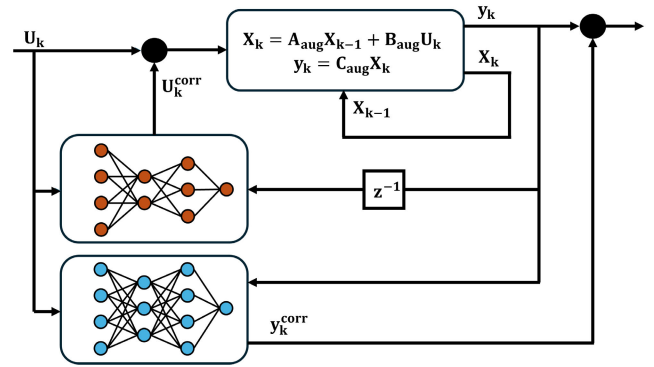 U_k
y_k
X_k = A_aug X_{k−1} + B_aug U_k
y_k = C_aug X_k
X_k
U_k^corr
X_{k−1}
z^{−1}
y_k^corr